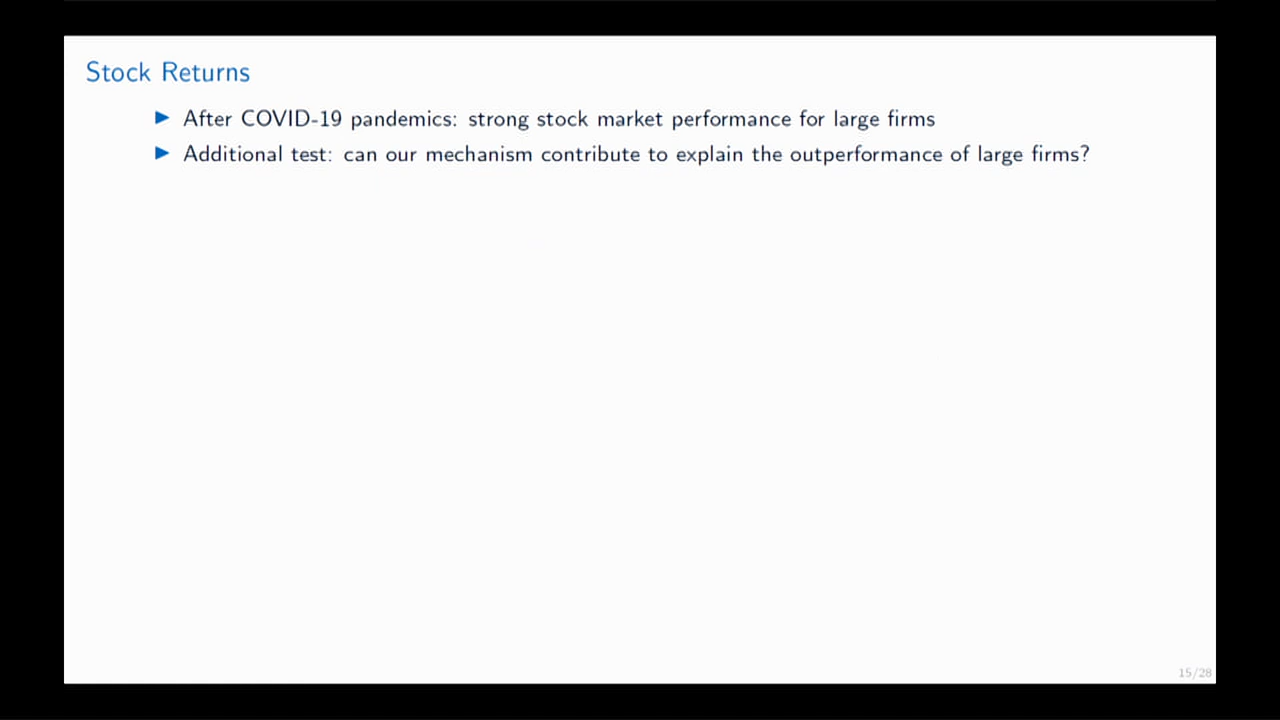 Stock Returns
▶ After COVID-19 pandemics: strong stock market performance for large firms
▶ Additional test: can our mechanism contribute to explain the outperformance of large firms?
15/28